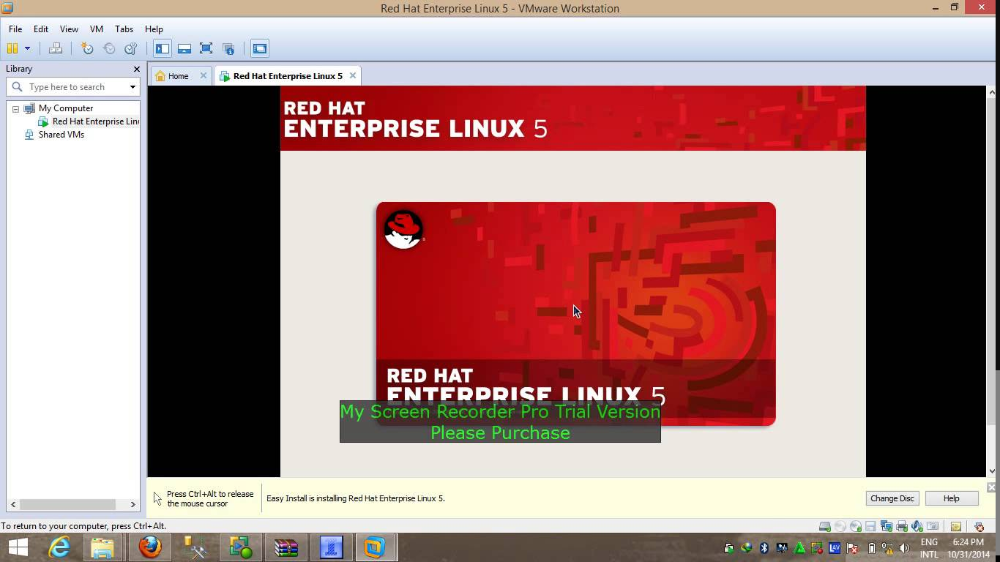 Red Hat Enterprise Linux 5 - VMware Workstation
File Edit View VM Tabs Help
Library
Home
Red Hat Enterprise Linux 5
Type here to search
My Computer
Red Hat Enterprise Linu
Shared VMs
RED HAT
ENTERPRISE LINUX 5
RED HAT
ENTERPRISE LINUX 5
My Screen Recorder Pro Trial Version
Please Purchase
Press Ctrl+Alt to release
the mouse cursor
Easy Install is installing Red Hat Enterprise Linux 5.
Change Disc
Help
To return to your computer, press Ctrl+Alt.
LAV
ENG
INTL
6:24 PM
10/31/2014